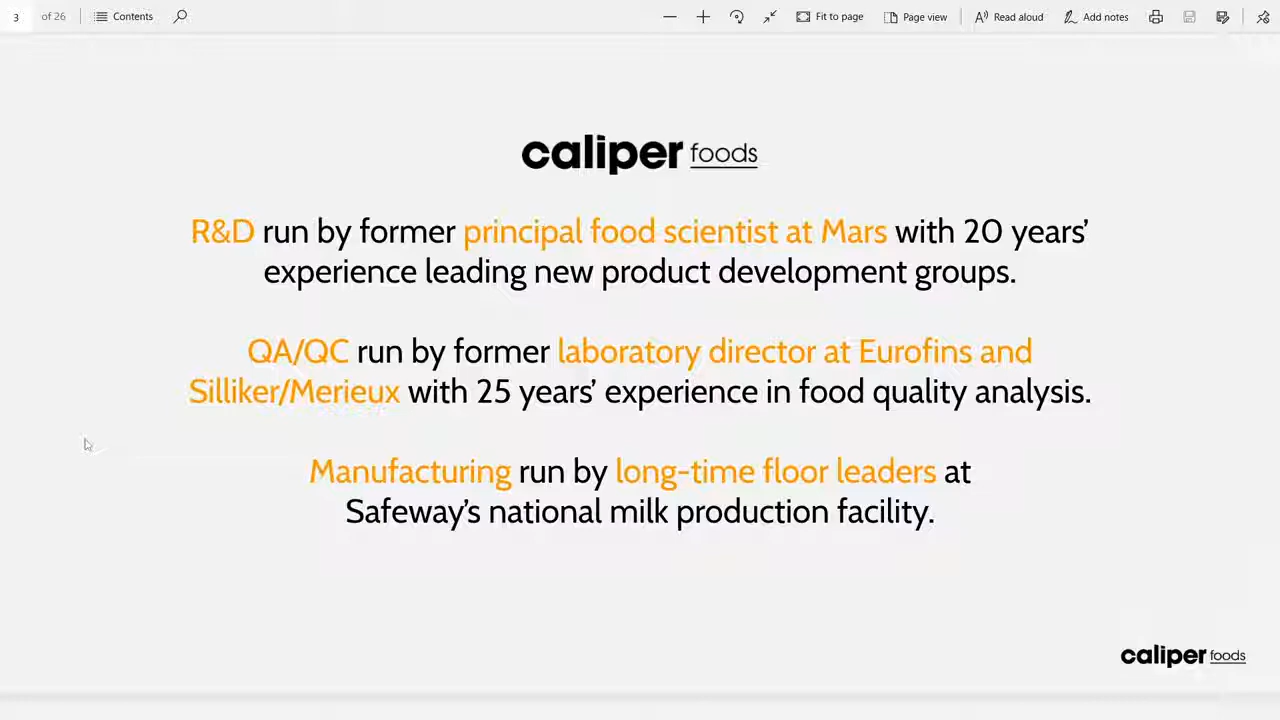 3 of 26 Contents Fit to page Page view Read aloud Add notes
caliper foods
R&D run by former principal food scientist at Mars with 20 years’
experience leading new product development groups.
QA/QC run by former laboratory director at Eurofins and
Silliker/Merieux with 25 years’ experience in food quality analysis.
Manufacturing run by long-time floor leaders at
Safeway’s national milk production facility.
caliper foods